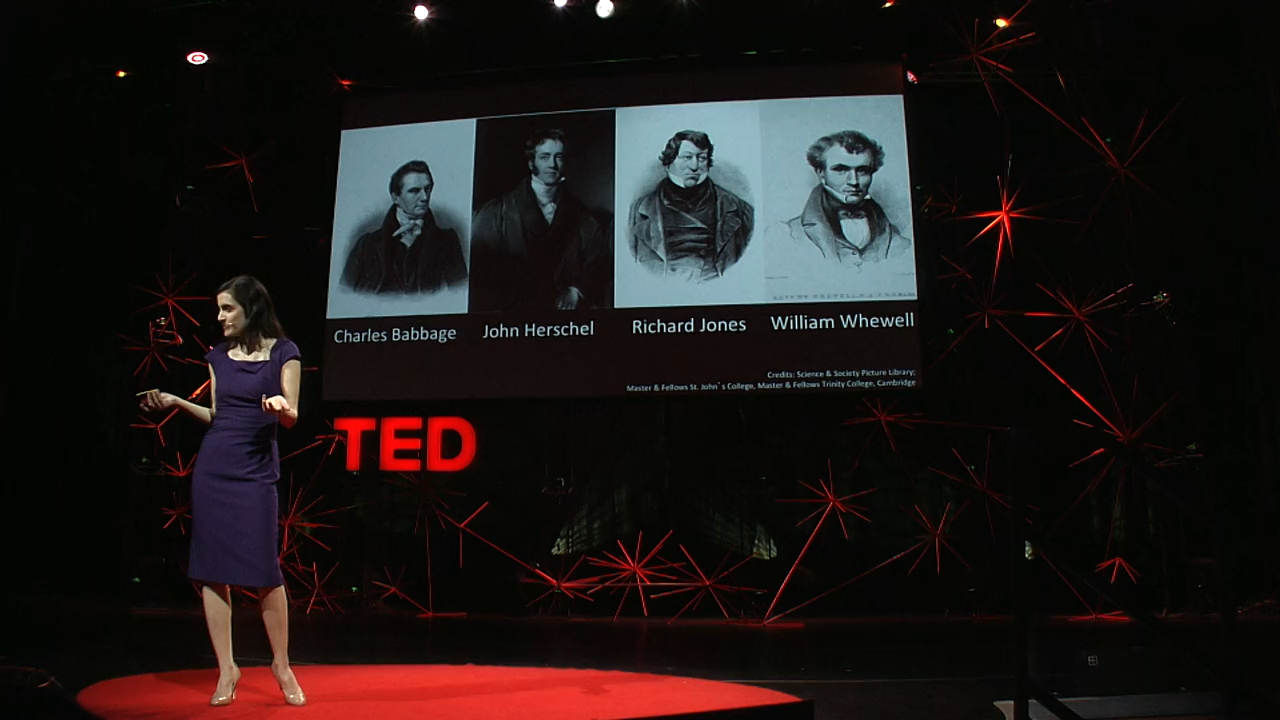 Charles Babbage
John Herschel
Richard Jones
William Whewell
Credits: Science & Society Picture Library;
Master & Fellows St. John's College, Master & Fellows Trinity College, Cambridge
TED